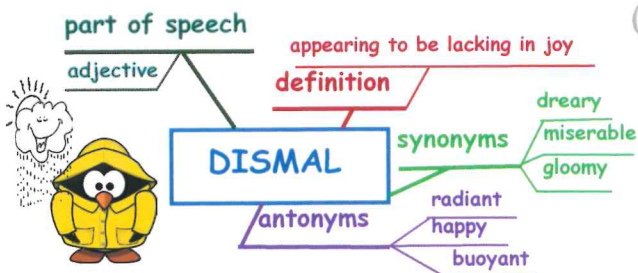 part of speech
adjective
appearing to be lacking in joy
definition
DISMAL
synonyms
dreary
miserable
gloomy
antonyms
radiant
happy
buoyant